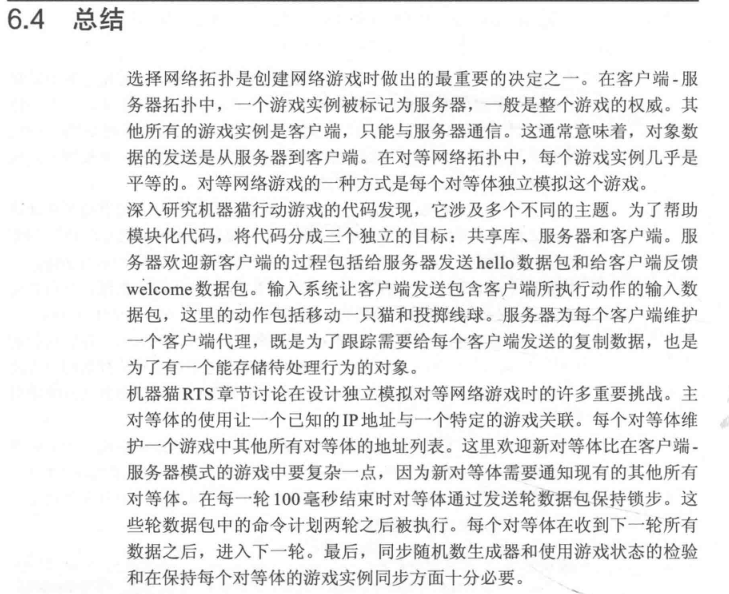 6.4 总结
选择网络拓扑是创建网络游戏时做出的最重要的决定之一。在客户端-服
务器拓扑中，一个游戏实例被标记为服务器，一般是整个游戏的权威。其
他所有的游戏实例是客户端，只能与服务器通信。这通常意味着，对象数
据的发送是从服务器到客户端。在对等网络拓扑中，每个游戏实例几乎是
平等的。对等网络游戏的一种方式是每个对等体独立模拟这个游戏。
深入研究机器猫行动游戏的代码发现，它涉及多个不同的主题。为了帮助
模块化代码，将代码分成三个独立的目标：共享库、服务器和客户端。服
务器欢迎新客户端的过程包括给服务器发送hello数据包和给客户端反馈
welcome数据包。输入系统让客户端发送包含客户端所执行动作的输入数
据包，这里的动作包括移动一只猫和投掷线球。服务器为每个客户端维护
一个客户端代理，既是为了跟踪需要给每个客户端发送的复制数据，也是
为了有一个能存储待处理行为的对象。
机器猫RTS章节讨论在设计独立模拟对等网络游戏时的许多重要挑战。主
对等体的使用让一个已知的IP地址与一个特定的游戏关联。每个对等体维
护一个游戏中其他所有对等体的地址列表。这里欢迎新对等体比在客户端-
服务器模式的游戏中要复杂一点，因为新对等体需要通知现有的其他所有
对等体。在每一轮100毫秒结束时对等体通过发送轮数据包保持锁步。这
些轮数据包中的命令计划两轮之后被执行。每个对等体在收到下一轮所有
数据之后，进入下一轮。最后，同步随机数生成器和使用游戏状态的检验
和在保持每个对等体的游戏实例同步方面十分必要。